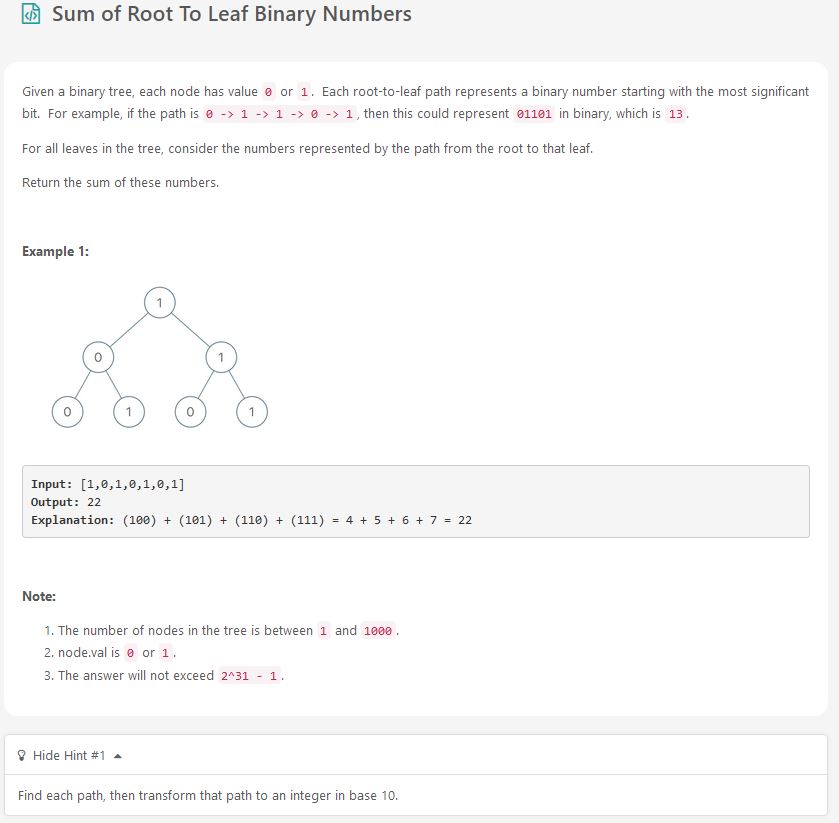 Sum of Root To Leaf Binary Numbers
Given a binary tree, each node has value 0 or 1. Each root-to-leaf path represents a binary number starting with the most significant
bit. For example, if the path is 0 -> 1 -> 1 -> 0 -> 1, then this could represent 01101 in binary, which is 13.
For all leaves in the tree, consider the numbers represented by the path from the root to that leaf.
Return the sum of these numbers.
Example 1:
1
0 1
0 1 0 1
Input: [1,0,1,0,1,0,1]
Output: 22
Explanation: (100) + (101) + (110) + (111) = 4 + 5 + 6 + 7 = 22
Note:
1. The number of nodes in the tree is between 1 and 1000.
2. node.val is 0 or 1.
3. The answer will not exceed 2^31 - 1.
Hide Hint #1
Find each path, then transform that path to an integer in base 10.